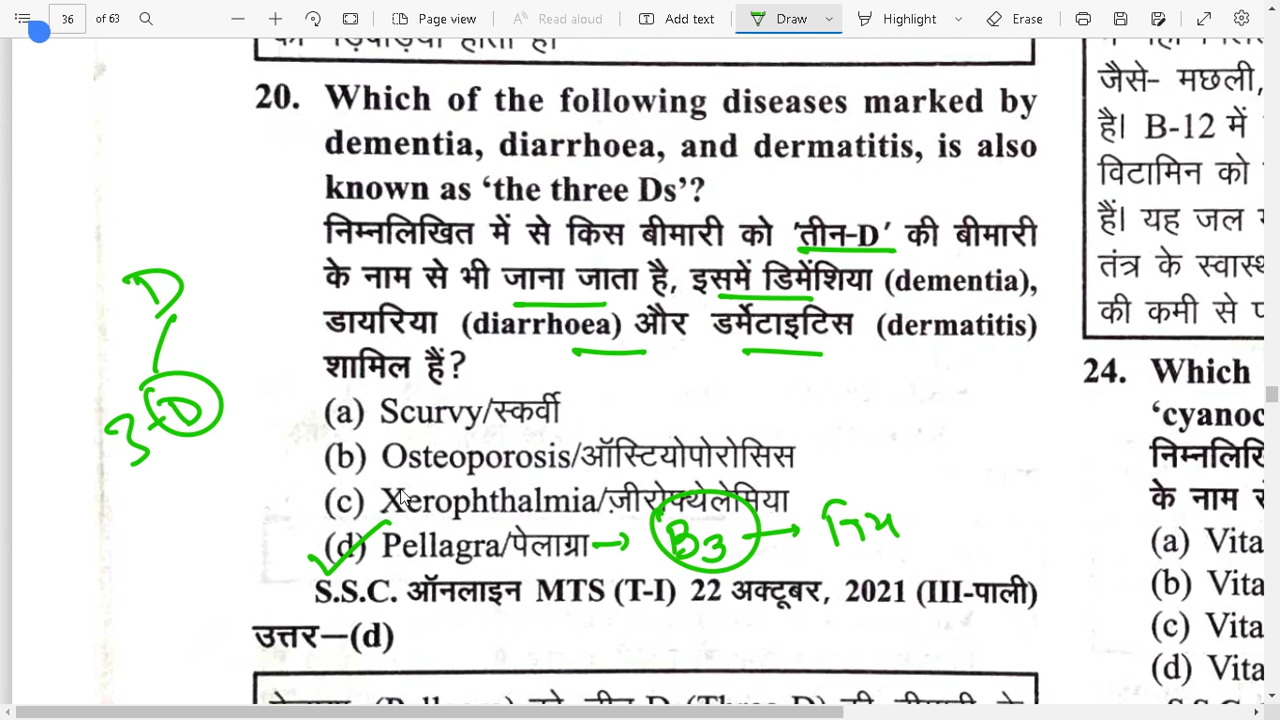 36 of 63 Page view Read aloud Add text Draw Highlight Erase
20. Which of the following diseases marked by
dementia, diarrhoea, and dermatitis, is also
known as ‘the three Ds’?
निम्नलिखित में से किस बीमारी को 'तीन-D' की बीमारी
के नाम से भी जाना जाता है, इसमें डिमेंशिया (dementia),
डायरिया (diarrhoea) और डर्मेटाइटिस (dermatitis)
शामिल हैं?
(a) Scurvy/स्कर्वी
(b) Osteoporosis/ऑस्टियोपोरोसिस
(c) Xerophthalmia/ज़ीरोफ्थेलेमिया
(d) Pellagra/पेलाग्रा → B3 →
S.S.C. ऑनलाइन MTS (T-I) 22 अक्टूबर, 2021 (III-पाली)
उत्तर—(d)
D
3-D
जैसे- मछली,
है। B-12 में
विटामिन को
हैं। यह जल
तंत्र के स्वास्थ
की कमी से
24. Which
‘cyanoc
निम्नलिखि
के नाम से
(a) Vita
(b) Vita
(c) Vita
(d) Vita